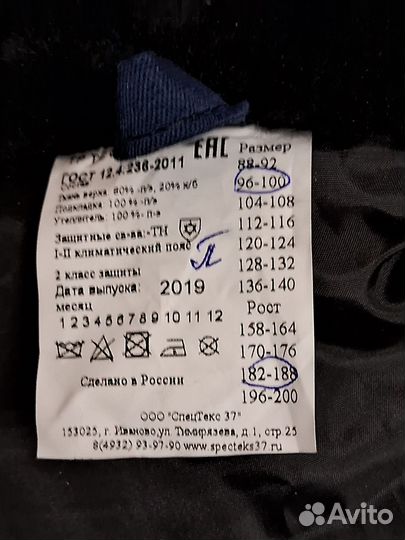 ЕАС
ГОСТ 12.4.236-2011
верха: 80% -п/э, 20% х/б
Подкладка: 100 % -п/э
Утеплитель: 100% -п-э
Защитные св-ва:-ТН
I-II климатический пояс
2 класс защиты
Дата выпуска: 2019
месяц
1 2 3 4 5 6 7 8 9 10 11 12
Сделано в России
Размер
88-92
96-100
104-108
112-116
120-124
128-132
136-140
Рост
158-164
170-176
182-188
196-200
ООО "СпецТекс 37"
153025, г. Иваново,ул. Тимирязева, д.1, стр.25
8(4932) 93-97-90 www.specteks37.ru
Avito